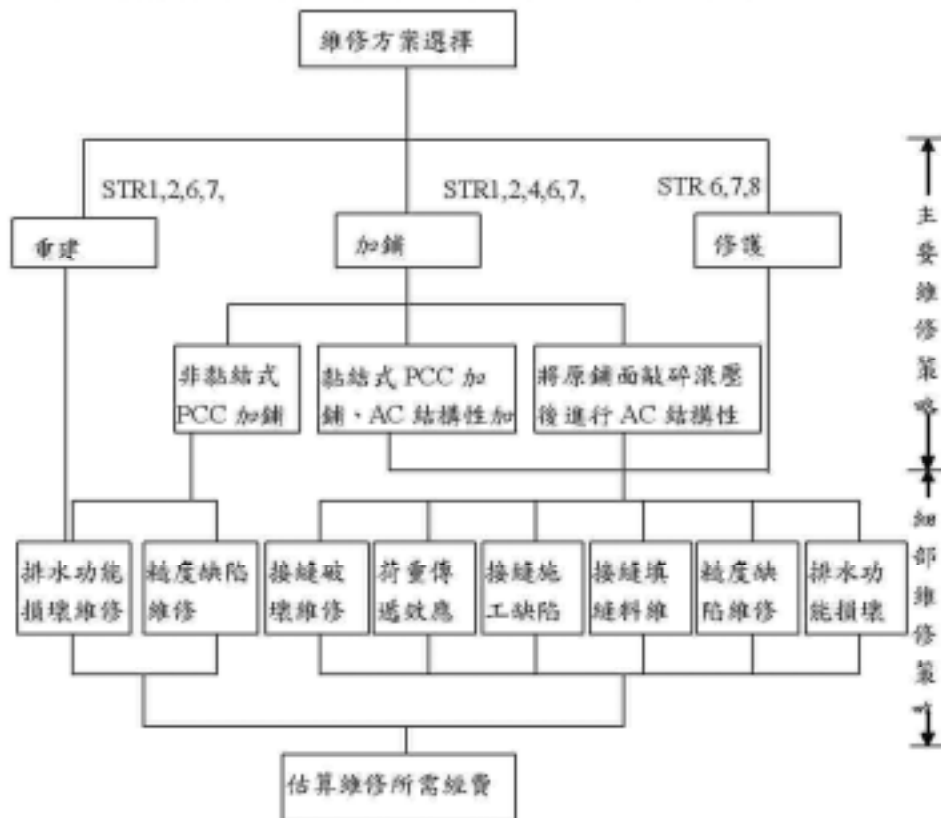 維修方案選擇
STR1,2,6,7,
STR1,2,4,6,7,
STR 6,7,8
重建
加鋪
修護
非黏結式
PCC 加鋪
黏結式 PCC 加
鋪、AC 結構性加
將原鋪面敲碎滾壓
後進行 AC 結構性
排水功能
損壞維修
糙度缺陷
維修
接縫破
壞維修
荷重傳
遞效應
接縫施
工缺陷
接縫填
縫料維
糙度缺
陷維修
排水功
能損壞
估算維修所需經費
主要維修策略
細部維修策